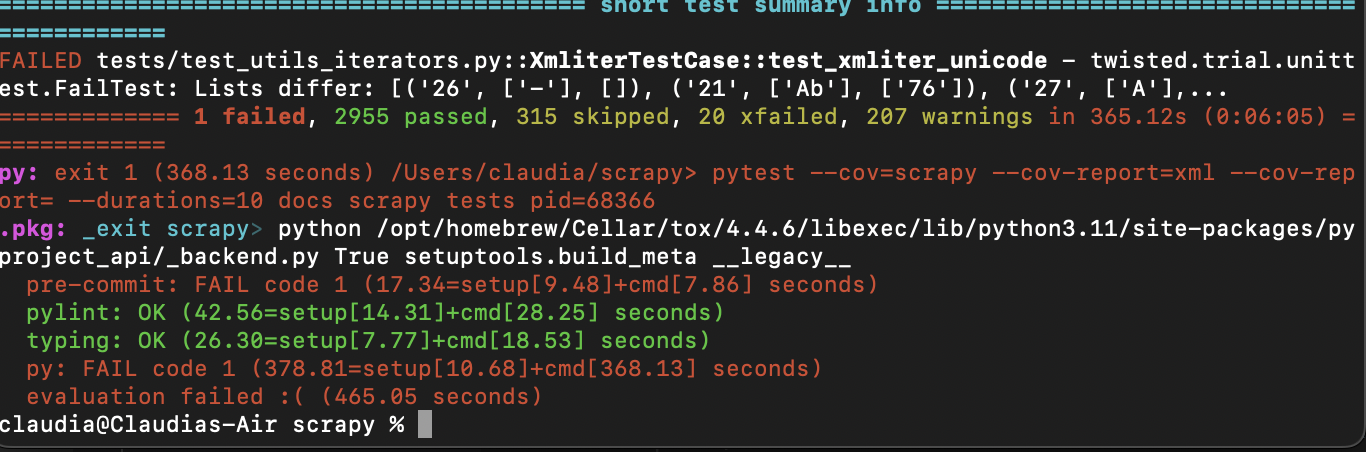 ========================================== short test summary info ==============================
============
FAILED tests/test_utils_iterators.py::XmliterTestCase::test_xmliter_unicode - twisted.trial.unitt
est.FailTest: Lists differ: [('26', ['-'], []), ('21', ['Ab'], ['76']), ('27', ['A'],...
============= 1 failed, 2955 passed, 315 skipped, 20 xfailed, 207 warnings in 365.12s (0:06:05) =
============
py: exit 1 (368.13 seconds) /Users/claudia/scrapy> pytest --cov=scrapy --cov-report=xml --cov-rep
ort= --durations=10 docs scrapy tests pid=68366
.pkg: _exit scrapy> python /opt/homebrew/Cellar/tox/4.4.6/libexec/lib/python3.11/site-packages/py
project_api/_backend.py True setuptools.build_meta __legacy__
  pre-commit: FAIL code 1 (17.34=setup[9.48]+cmd[7.86] seconds)
  pylint: OK (42.56=setup[14.31]+cmd[28.25] seconds)
  typing: OK (26.30=setup[7.77]+cmd[18.53] seconds)
  py: FAIL code 1 (378.81=setup[10.68]+cmd[368.13] seconds)
  evaluation failed :( (465.05 seconds)
claudia@Claudias-Air scrapy %